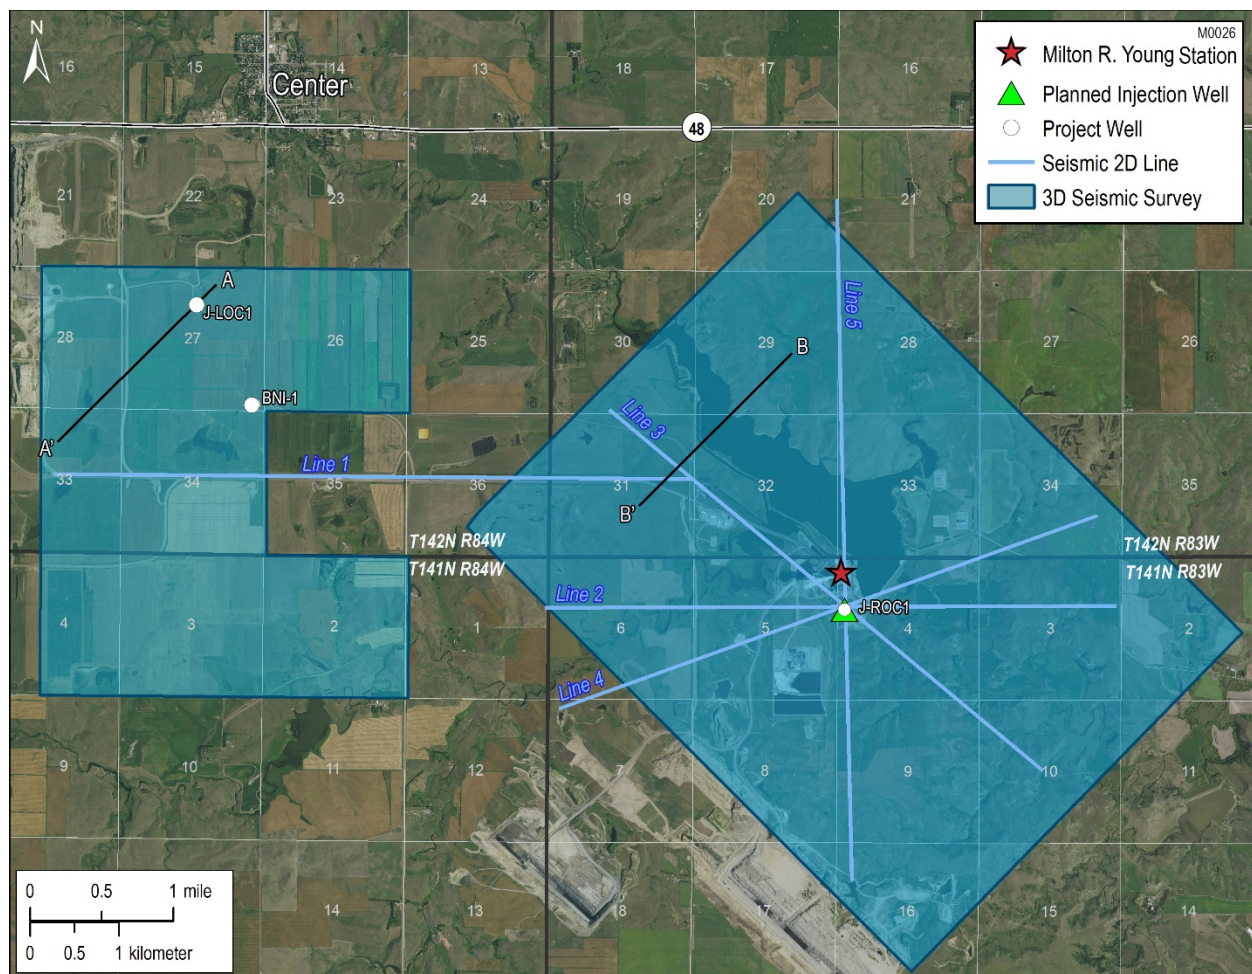 N
M0026
Milton R. Young Station
Planned Injection Well
Project Well
Seismic 2D Line
3D Seismic Survey
16 15 14 13 18 17 16
Center
48
21 22 23 24 19 20 21
A
J-LOC1
28 27 26 25 30 29 28 27 26
Line 5
B
BNI-1
Line 3
A'
Line 1
33 34 35 36 31 32 33 34 35
B'
T142N R84W
T141N R84W
T142N R83W
T141N R83W
Line 2
J-ROC1
4 3 2 1 6 5 4 3 2
Line 4
9 10 11 12 7 8 9 10 11
14 13 18 17 16 15 14
0 0.5 1 mile
0 0.5 1 kilometer